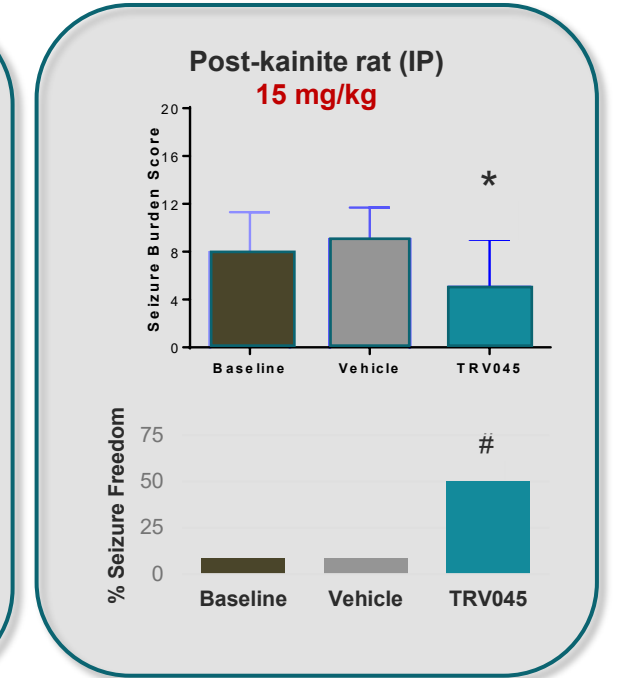 Post-kainite rat (IP)
15 mg/kg
Seizure Burden Score
20
16
12
8
4
0
*
Baseline
Vehicle
TRV045
% Seizure Freedom
75
50
25
0
#
Baseline
Vehicle
TRV045